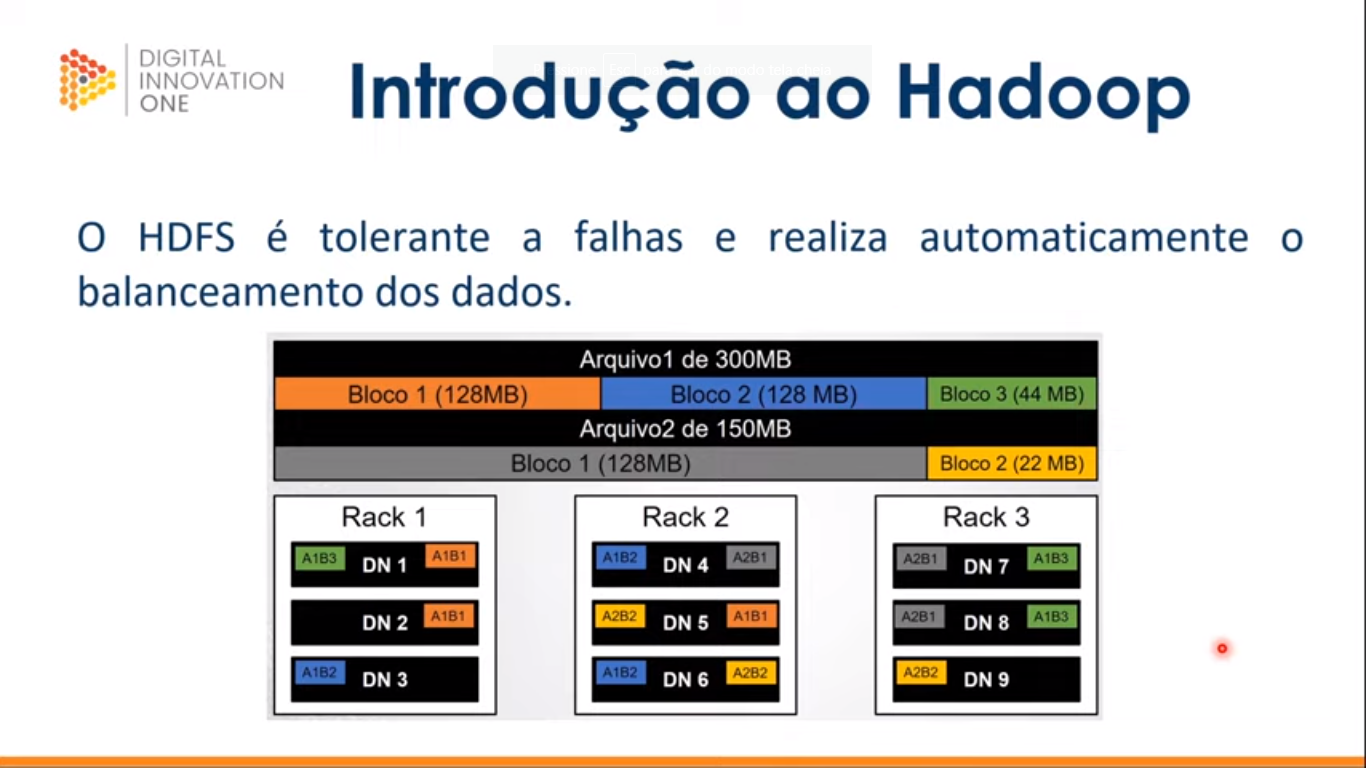 DIGITAL
INNOVATION
ONE
Introdução ao Hadoop
O HDFS é tolerante a falhas e realiza automaticamente o
balanceamento dos dados.
Arquivo1 de 300MB
Bloco 1 (128MB) Bloco 2 (128 MB) Bloco 3 (44 MB)
Arquivo2 de 150MB
Bloco 1 (128MB) Bloco 2 (22 MB)
Rack 1
A1B3 DN 1 A1B1
DN 2 A1B1
A1B2 DN 3
Rack 2
A1B2 DN 4 A2B1
A2B2 DN 5 A1B1
A1B2 DN 6 A2B2
Rack 3
A2B1 DN 7 A1B3
A2B1 DN 8 A1B3
A2B2 DN 9